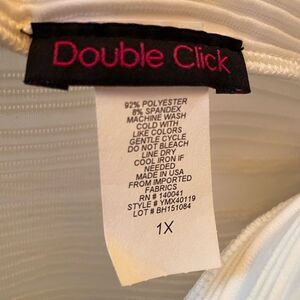 Double Click
92% POLYESTER
8% SPANDEX
MACHINE WASH
COLD WITH
LIKE COLORS
GENTLE CYCLE
DO NOT BLEACH
LINE DRY
COOL IRON IF
NEEDED
MADE IN USA
FROM IMPORTED
FABRICS
RN # 140041
STYLE # YMX40119
LOT # BH151084
1X